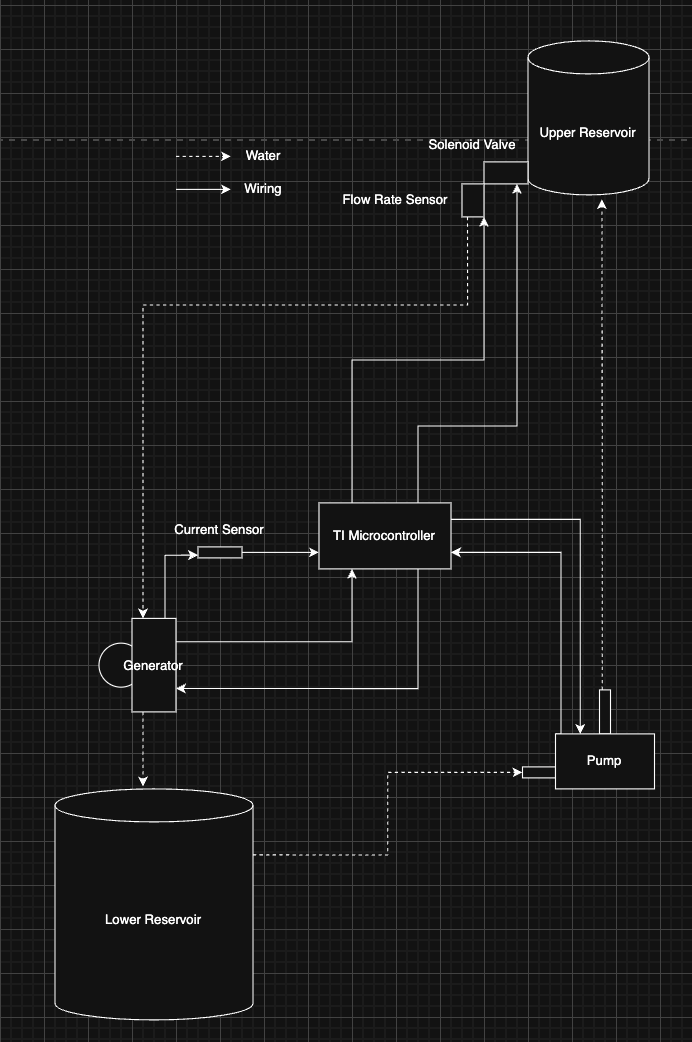 Upper Reservoir
Solenoid Valve
Water
Wiring
Flow Rate Sensor
Current Sensor
TI Microcontroller
Generator
Pump
Lower Reservoir